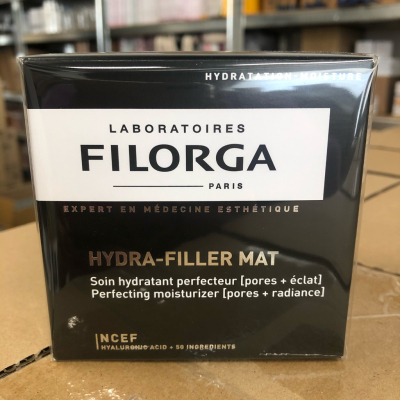 HYDRATATION-MOISTURE
LABORATOIRES
FILORGA
PARIS
EXPERT EN MÉDECINE ESTHÉTIQUE
HYDRA-FILLER MAT
Soin hydratant perfecteur [pores + éclat]
Perfecting moisturizer [pores + radiance]
NCEF
HYALURONIC ACID + 50 INGREDIENTS